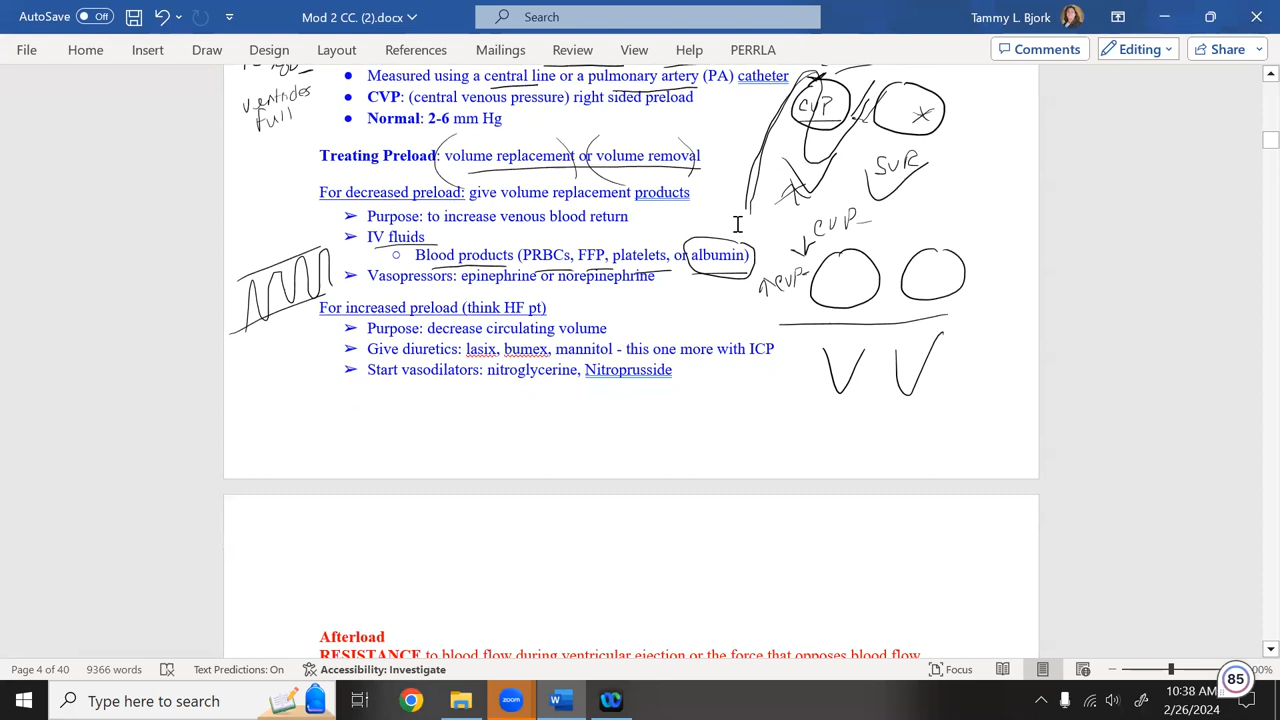 AutoSave Off Mod 2 CC. (2).docx Search Tammy L. Bjork
File Home Insert Draw Design Layout References Mailings Review View Help PERRLA Comments Editing Share
ventricles
full
Measured using a central line or a pulmonary artery (PA) catheter
CVP: (central venous pressure) right sided preload
Normal: 2-6 mm Hg
CVP
SVR
Treating Preload: volume replacement or volume removal
For decreased preload: give volume replacement products
Purpose: to increase venous blood return
CVP
IV fluids
Blood products (PRBCs, FFP, platelets, or albumin)
Vasopressors: epinephrine or norepinephrine
↑CVP
For increased preload (think HF pt)
Purpose: decrease circulating volume
Give diuretics: lasix, bumex, mannitol - this one more with ICP
Start vasodilators: nitroglycerine, Nitroprusside
Afterload
RESISTANCE to blood flow during ventricular ejection or the force that opposes blood flow
Page 4 of 40 9366 words Text Predictions: On Accessibility: Investigate Focus 85
Type here to search zoom 10:38 AM
2/26/2024